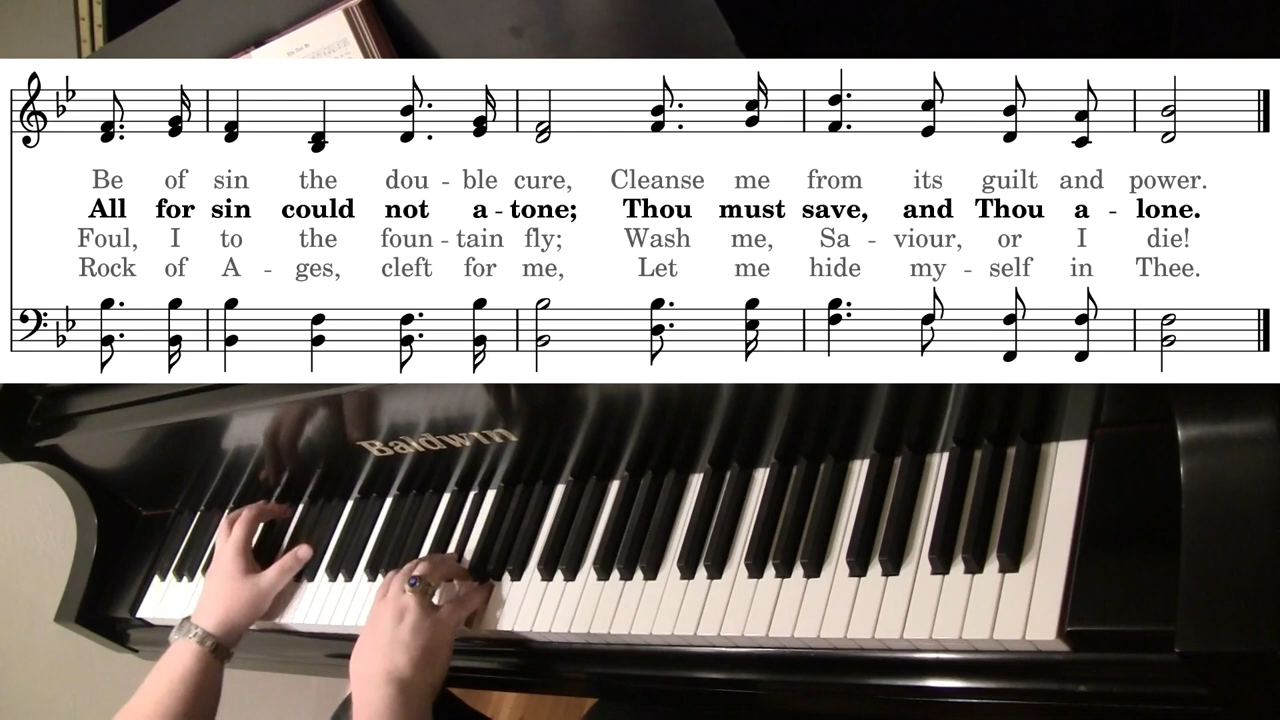 Be of sin the dou - ble cure, Cleanse me from its guilt and power.
All for sin could not a - tone; Thou must save, and Thou a - lone.
Foul, I to the foun - tain fly; Wash me, Sa - viour, or I die!
Rock of A - ges, cleft for me, Let me hide my - self in Thee.
Baldwin